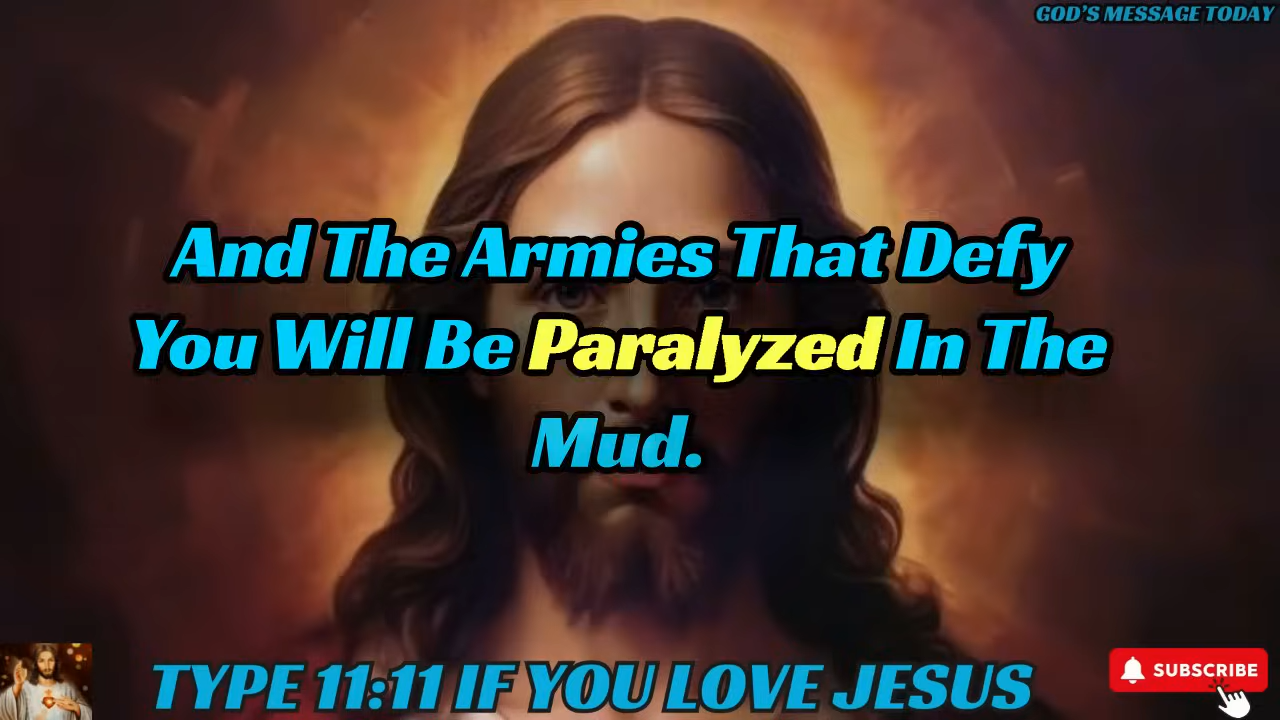 GOD'S MESSAGE TODAY
And The Armies That Defy
You Will Be Paralyzed In The
Mud.
TYPE 11:11 IF YOU LOVE JESUS
SUBSCRIBE